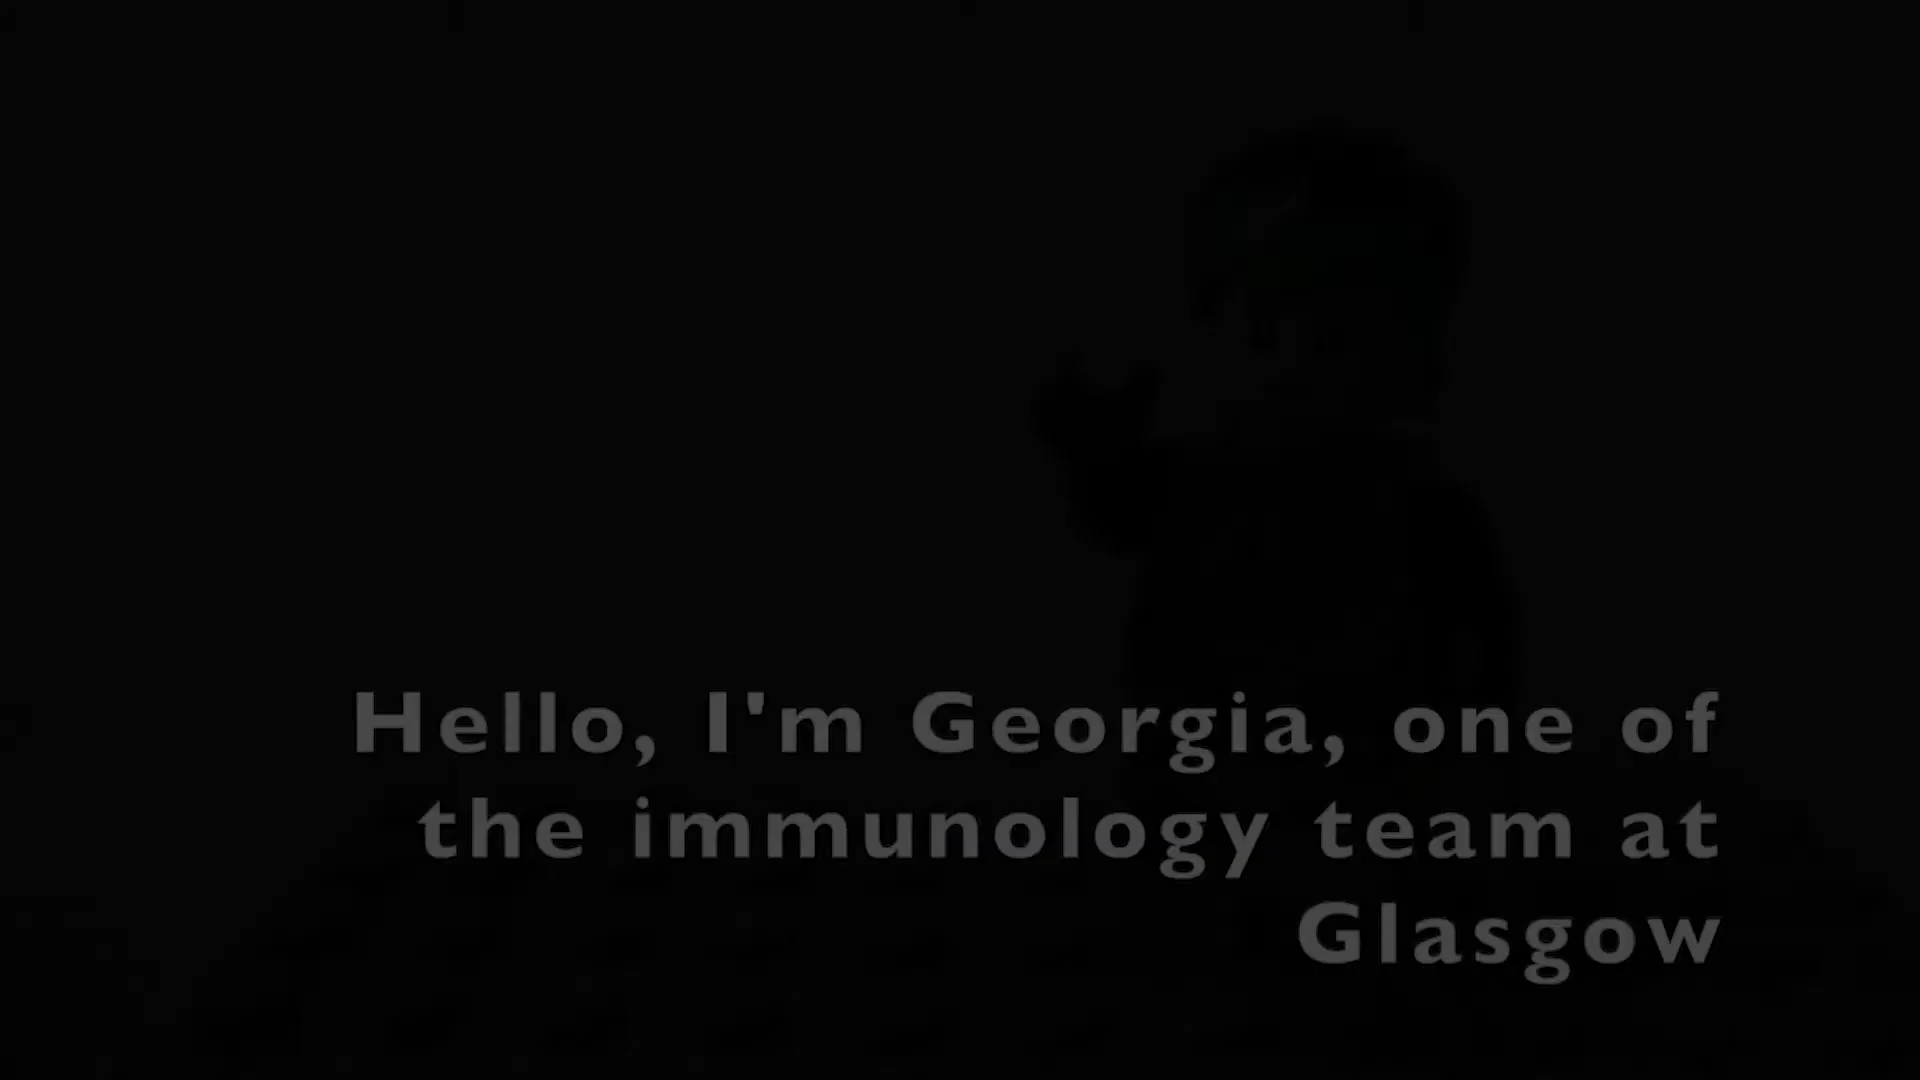 Hello, I'm Georgia, one of
the immunology team at
Glasgow